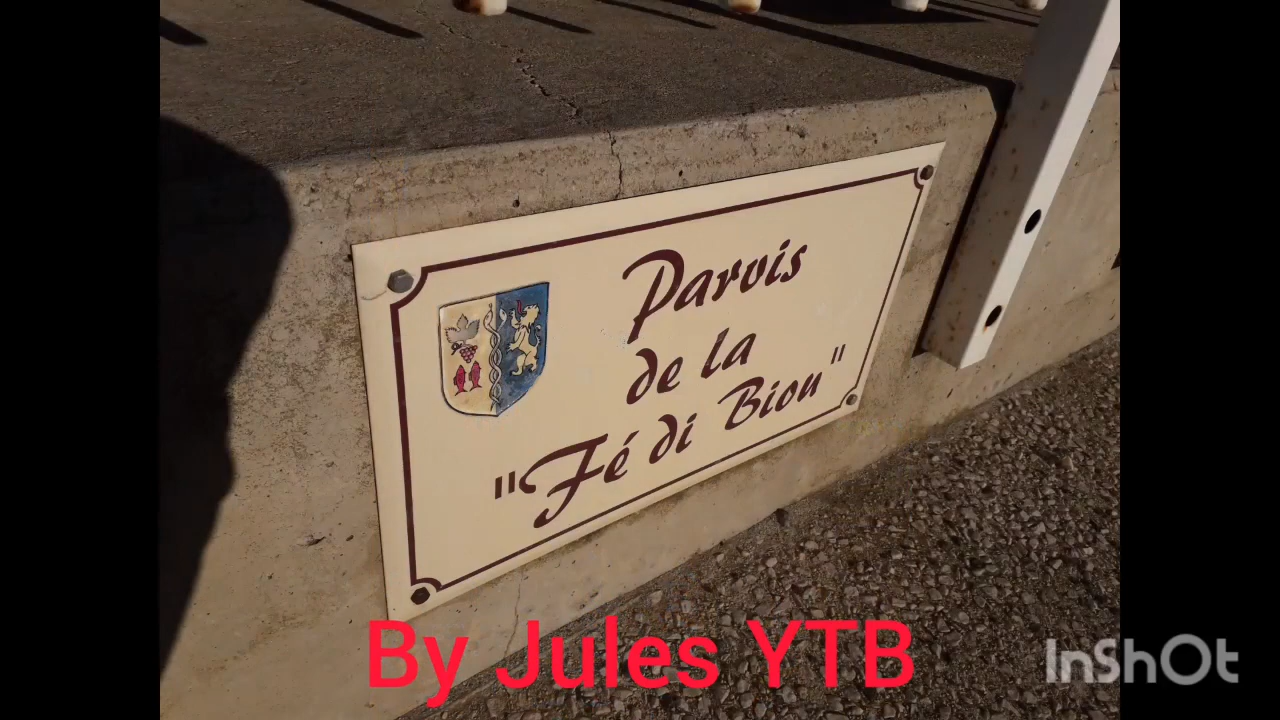 Parvis
de la
"Fé di Biou"
By Jules YTB
InShOt